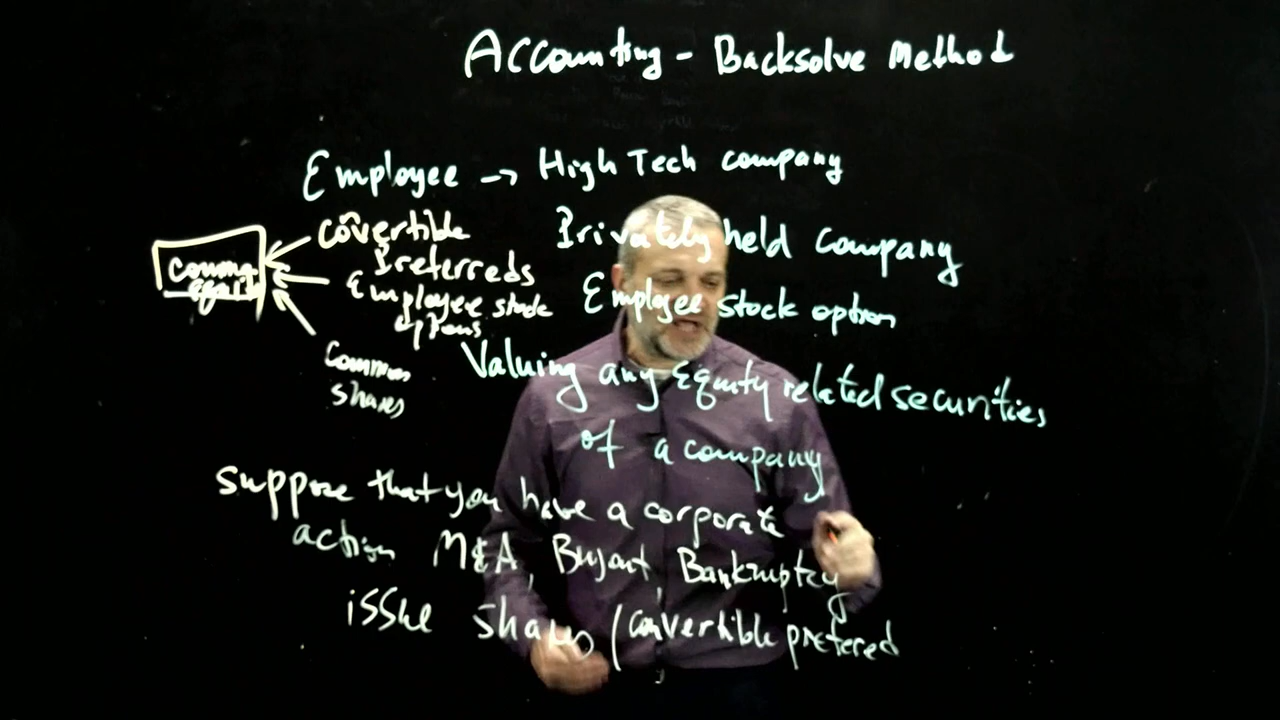 Accounting - Backsolve Method
Employee → High Tech company
Privately held company
Covertible
Preferreds
Employee stock
options
Common
shares
equity
Employee stock option
Valuing any Equity related securities
of a company
suppose that you have a corporate
action M&A, Buyout, Bankruptcy
issue shares / convertible prefered